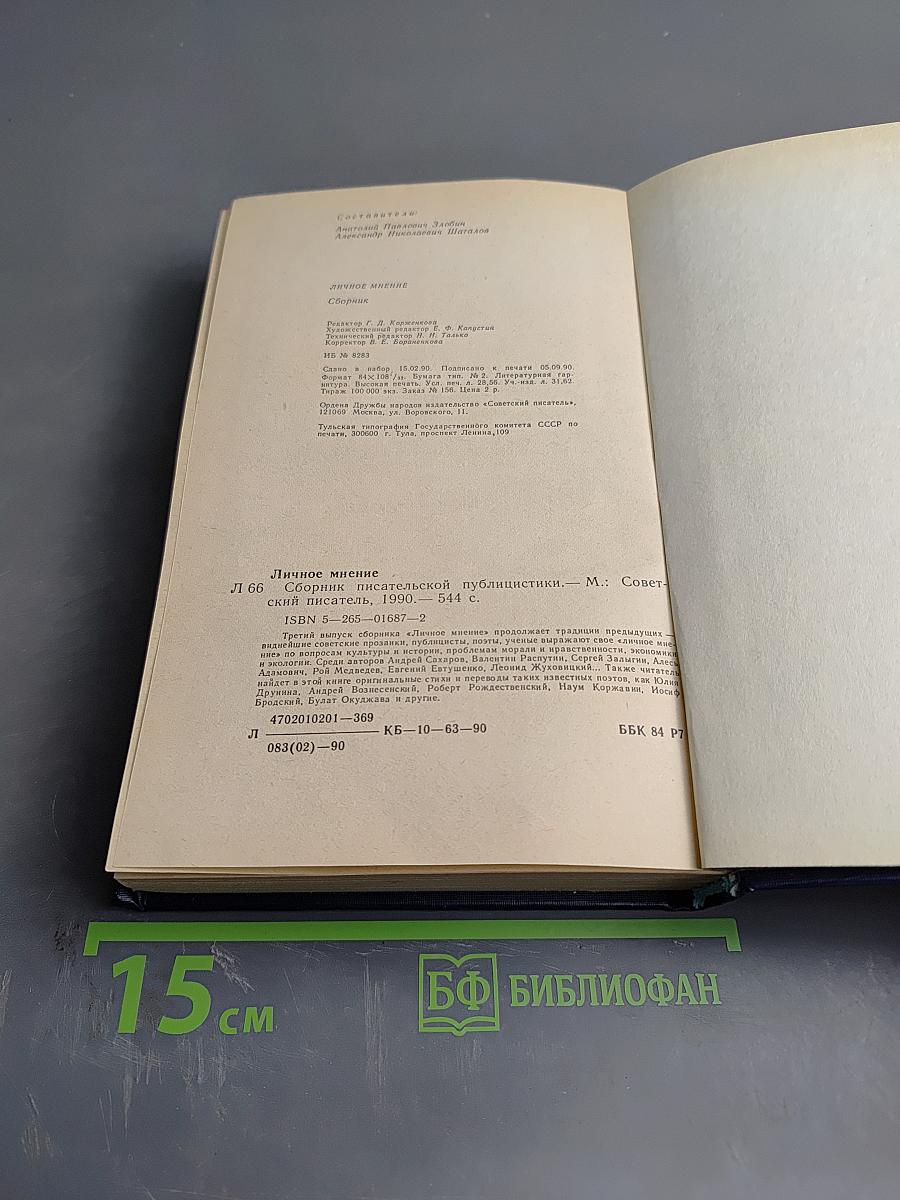 Составители:
Анатолий Павлович Злобин
Александр Николаевич Шаталов
ЛИЧНОЕ МНЕНИЕ
Сборник
Редактор Г. Д. Корженкова
Художественный редактор Е. Ф. Капустин
Технический редактор Н. Н. Талько
Корректор В. Е. Бораненкова
ИБ № 8283
Сдано в набор 15.02.90. Подписано к печати 05.09.90.
Формат 84×108¹/₃₂. Бумага тип. № 2. Литературная гар-
нитура. Высокая печать. Усл. печ. л. 28,56. Уч.-изд. л. 31,62.
Тираж 100 000 экз. Заказ № 156. Цена 2 р.
Ордена Дружбы народов издательство «Советский писатель»,
121069 Москва, ул. Воровского, 11.
Тульская типография Государственного комитета СССР по
печати, 300600 г. Тула, проспект Ленина,109
Личное мнение
Л 66 Сборник писательской публицистики.— М.: Совет-
ский писатель, 1990.— 544 с.
ISBN 5—265—01687—2
Третий выпуск сборника «Личное мнение» продолжает традиции предыдущих —
виднейшие советские прозаики, публицисты, поэты, ученые выражают свое «личное мне-
ние» по вопросам культуры и истории, проблемам морали и нравственности, экономики
и экологии. Среди авторов Андрей Сахаров, Валентин Распутин, Сергей Залыгин, Алесь
Адамович, Рой Медведев, Евгений Евтушенко, Леонид Жуховицкий... Также читатель
найдет в этой книге оригинальные стихи и переводы таких известных поэтов, как Юлия
Друнина, Андрей Вознесенский, Роберт Рождественский, Наум Коржавин, Иосиф
Бродский, Булат Окуджава и другие.
4702010201—369
Л КБ—10—63—90 ББК 84 Р7
083(02)—90
15 см БФ БИБЛИОФАН